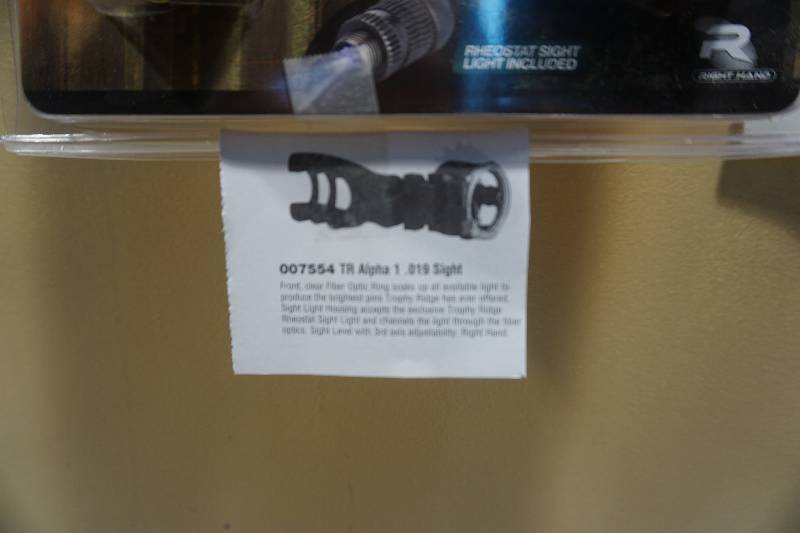 RHEOSTAT SIGHT
LIGHT INCLUDED
R
RIGHT HAND
007554 TR Alpha 1 .019 Sight
Front, clear Fiber Optic Ring soaks up all available light to
produce the brightest pins Trophy Ridge has ever offered.
Sight Light Housing accepts the exclusive Trophy Ridge
Rheostat Sight Light and channels the light through the fiber
optics. Sight Level with 3rd axis adjustability. Right Hand.